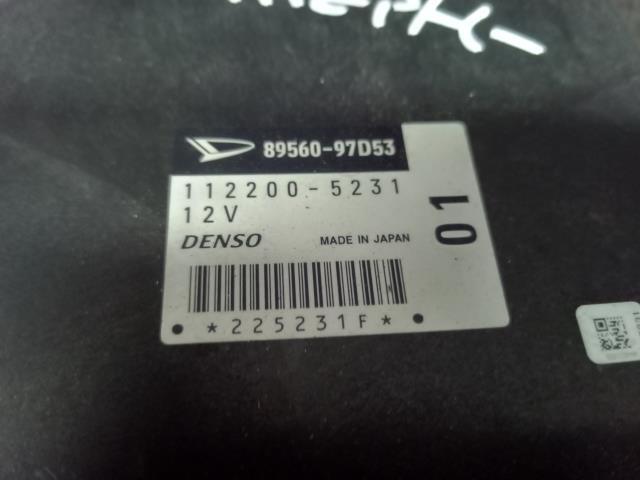 89560-97D53
112200-5231
12V
DENSO MADE IN JAPAN
01
*225231F*